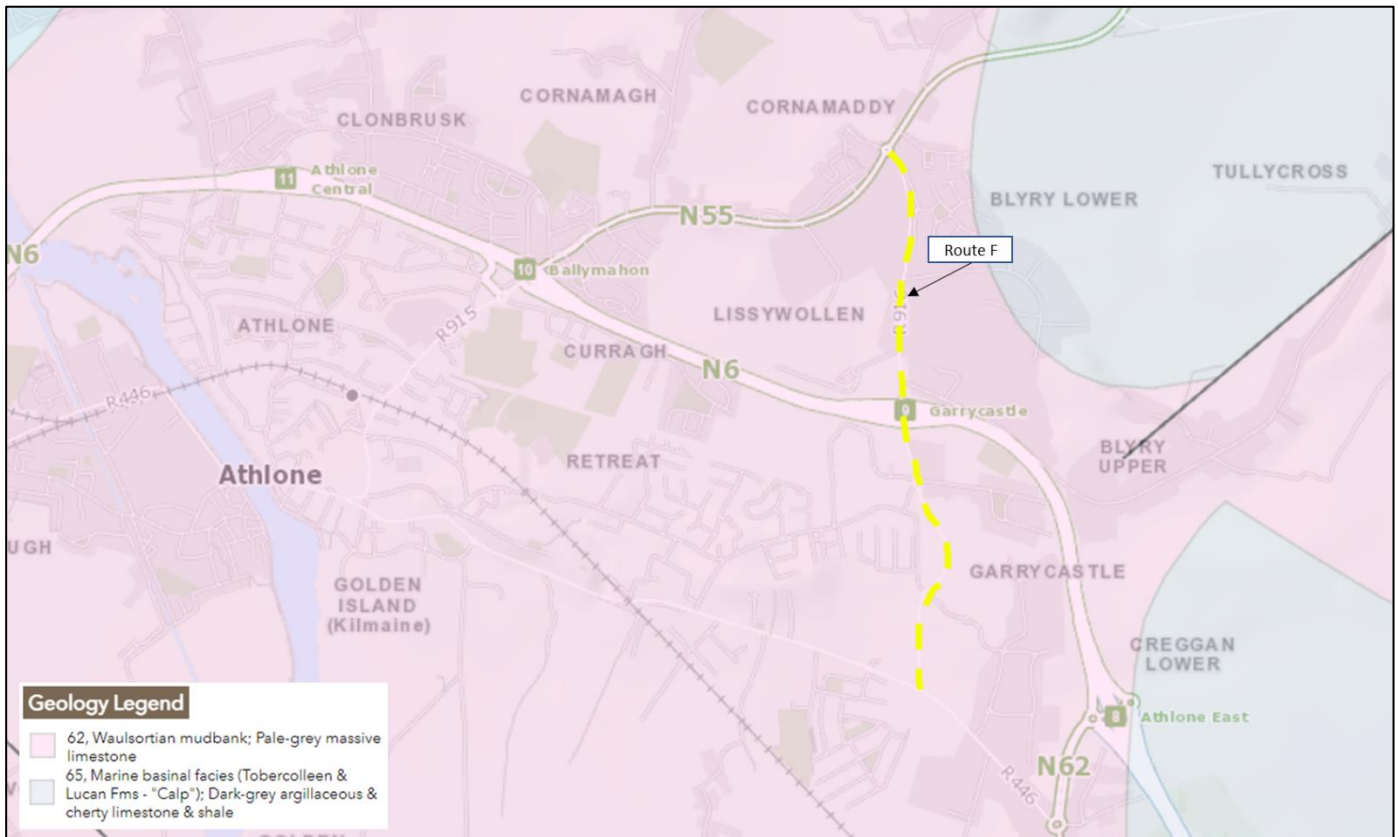 CORNAMAGH
CORNAMADDY
CLONBRUSK
11
Athlone
Central
TULLYCROSS
BLYRY LOWER
N55
N6
Route F
10
Ballymahon
R915
LISSYWOLLEN
ATHLONE
CURRAGH
N6
R446
9
Garrycastle
RETREAT
BLYRY
UPPER
Athlone
UGH
GARRYCASTLE
GOLDEN
ISLAND
(Kilmaine)
CREGGAN
LOWER
8
Athlone East
N62
R446
Geology Legend
62, Waulsortian mudbank; Pale-grey massive
limestone
65, Marine basinal facies (Tobercolleen &
Lucan Fms - "Calp"); Dark-grey argillaceous &
cherty limestone & shale